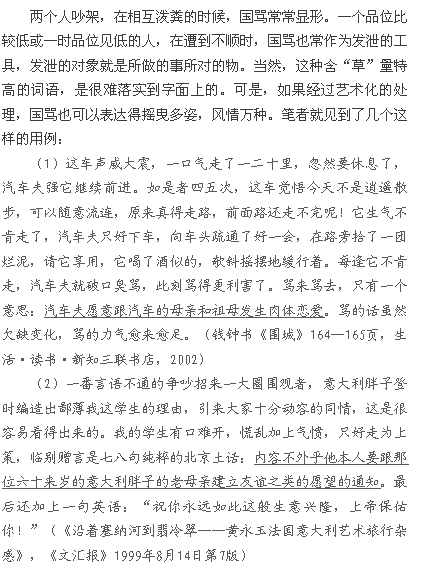 两个人吵架，在相互泼粪的时候，国骂常常显形。一个品位比
较低或一时品位见低的人，在遭到不顺时，国骂也常作为发泄的工
具，发泄的对象就是所做的事所对的物。当然，这种含“草”量特
高的词语，是很难落实到字面上的。可是，如果经过艺术化的处
理，国骂也可以表达得摇曳多姿，风情万种。笔者就见到了几个这
样的用例：
（1）这车声威大震，一口气走了一二十里，忽然要休息了，
汽车夫强它继续前进。如是者四五次，这车觉悟今天不是逍遥散
步，可以随意流连，原来真得走路，前面路还走不完呢！它生气不
肯走了，汽车夫只好下车，向车头疏通了好一会，在路旁拾了一团
烂泥，请它享用，它喝了酒似的，欹斜摇摆地缓行着。每逢它不肯
走，汽车夫就破口臭骂，此刻骂得更利害了。骂来骂去，只有一个
意思：汽车夫愿意跟汽车的母亲和祖母发生肉体恋爱。骂的话虽然
欠缺变化，骂的力气愈来愈足。（钱钟书《围城》164—165页，生
活·读书·新知三联书店，2002）
（2）一番言语不通的争吵招来一大圈围观者，意大利胖子登
时编造出鄙薄我这学生的理由，引来大家十分动容的同情，这是很
容易看得出来的。我的学生有口难开，慌乱加上气愤，只好走为上
策，临别赠言是七八句纯粹的北京土话：内容不外乎他本人要跟那
位六十来岁的意大利胖子的老母亲建立友谊之类的愿望的通知。最
后还加上一句英语：“祝你永远如此这般生意兴隆，上帝保佑
你！”（《沿着塞纳河到翡冷翠——黄永玉法国意大利艺术旅行杂
感》，《文汇报》1999年8月14日第7版）